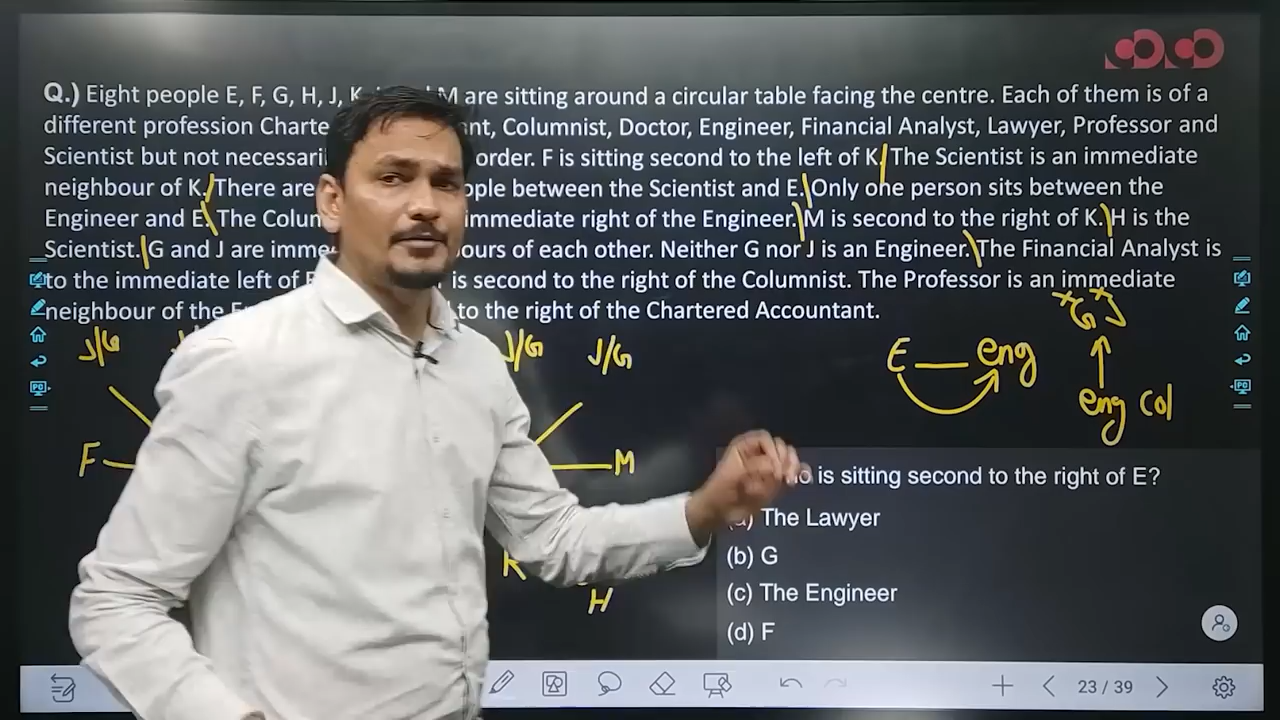 Q.) Eight people E, F, G, H, J, K, M are sitting around a circular table facing the centre. Each of them is of a
different profession Charte nt, Columnist, Doctor, Engineer, Financial Analyst, Lawyer, Professor and
Scientist but not necessari order. F is sitting second to the left of K. The Scientist is an immediate
neighbour of K. There are ople between the Scientist and E. Only one person sits between the
Engineer and E. The Colun immediate right of the Engineer. M is second to the right of K. H is the
Scientist. G and J are imme ours of each other. Neither G nor J is an Engineer. The Financial Analyst is
to the immediate left of is second to the right of the Columnist. The Professor is an immediate
neighbour of the En to the right of the Chartered Accountant.
J/G J/G J/G
G J
E eng
eng Col
F M
K
H
o is sitting second to the right of E?
(a) The Lawyer
(b) G
(c) The Engineer
(d) F
23 / 39